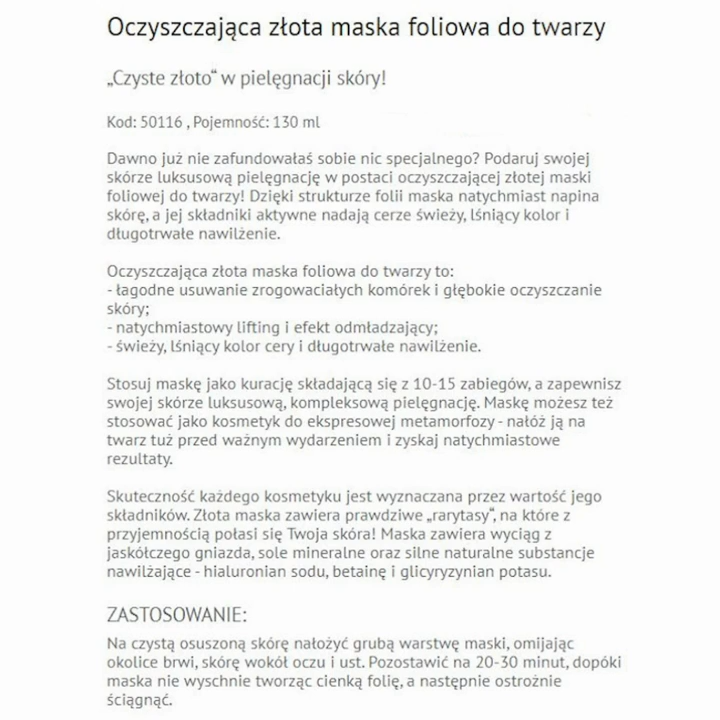 Oczyszczająca złota maska foliowa do twarzy
„Czyste złoto“ w pielęgnacji skóry!
Kod: 50116 , Pojemność: 130 ml
Dawno już nie zafundowałaś sobie nic specjalnego? Podaruj swojej
skórze luksusową pielęgnację w postaci oczyszczającej złotej maski
foliowej do twarzy! Dzięki strukturze folii maska natychmiast napina
skórę, a jej składniki aktywne nadają cerze świeży, lśniący kolor i
długotrwałe nawilżenie.
Oczyszczająca złota maska foliowa do twarzy to:
- łagodne usuwanie zrogowaciałych komórek i głębokie oczyszczanie
skóry;
- natychmiastowy lifting i efekt odmładzający;
- świeży, lśniący kolor cery i długotrwałe nawilżenie.
Stosuj maskę jako kurację składającą się z 10-15 zabiegów, a zapewnisz
swojej skórze luksusową, kompleksową pielęgnację. Maskę możesz też
stosować jako kosmetyk do ekspresowej metamorfozy - nałóż ją na
twarz tuż przed ważnym wydarzeniem i zyskaj natychmiastowe
rezultaty.
Skuteczność każdego kosmetyku jest wyznaczana przez wartość jego
składników. Złota maska zawiera prawdziwe „rarytasy“, na które z
przyjemnością połasi się Twoja skóra! Maska zawiera wyciąg z
jaskółczego gniazda, sole mineralne oraz silne naturalne substancje
nawilżające - hialuronian sodu, betainę i glicyryzynian potasu.
ZASTOSOWANIE:
Na czystą osuszoną skórę nałożyć grubą warstwę maski, omijając
okolice brwi, skórę wokół oczu i ust. Pozostawić na 20-30 minut, dopóki
maska nie wyschnie tworząc cienką folię, a następnie ostrożnie
ściągnąć.